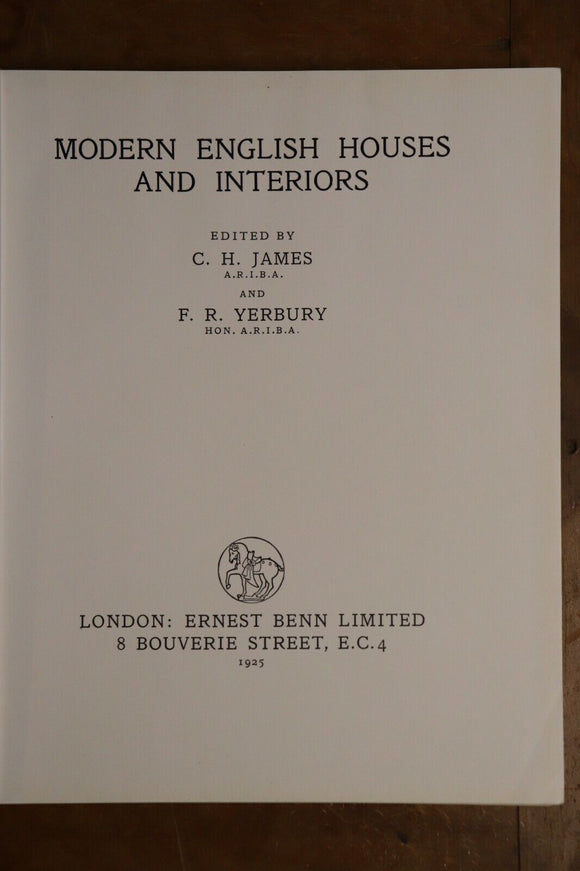 MODERN ENGLISH HOUSES
AND INTERIORS
EDITED BY
C. H. JAMES
A.R.I.B.A.
AND
F. R. YERBURY
HON. A.R.I.B.A.
LONDON: ERNEST BENN LIMITED
8 BOUVERIE STREET, E.C.4
1925